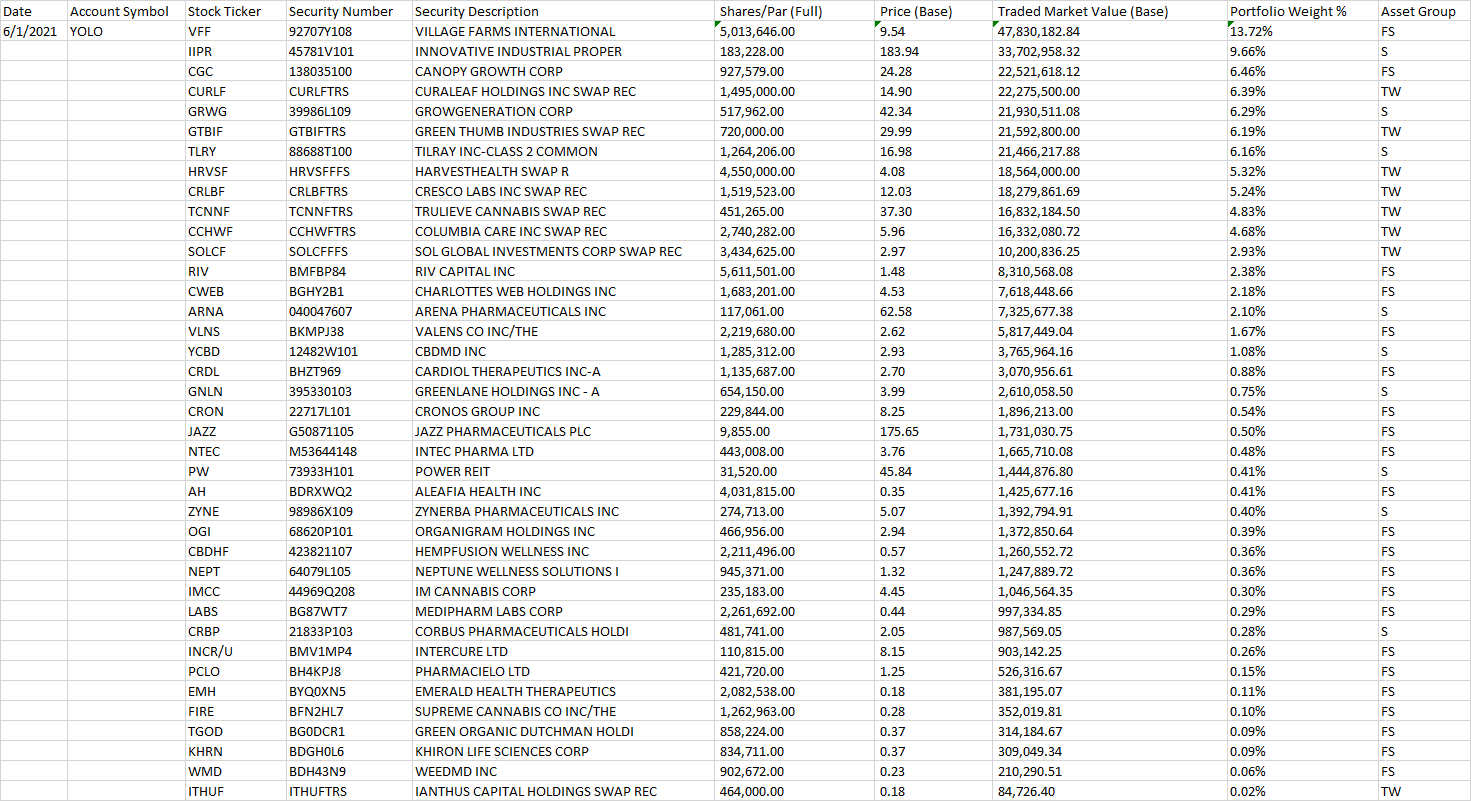 Date Account Symbol Stock Ticker Security Number Security Description Shares/Par (Full) Price (Base) Traded Market Value (Base) Portfolio Weight % Asset Group
6/1/2021 YOLO VFF 92707Y108 VILLAGE FARMS INTERNATIONAL 5,013,646.00 9.54 47,830,182.84 13.72% FS
IIPR 45781V101 INNOVATIVE INDUSTRIAL PROPER 183,228.00 183.94 33,702,958.32 9.66% S
CGC 138035100 CANOPY GROWTH CORP 927,579.00 24.28 22,521,618.12 6.46% FS
CURLF CURLFTRS CURALEAF HOLDINGS INC SWAP REC 1,495,000.00 14.90 22,275,500.00 6.39% TW
GRWG 39986L109 GROWGENERATION CORP 517,962.00 42.34 21,930,511.08 6.29% S
GTBIF GTBIFTRS GREEN THUMB INDUSTRIES SWAP REC 720,000.00 29.99 21,592,800.00 6.19% TW
TLRY 88688T100 TILRAY INC-CLASS 2 COMMON 1,264,206.00 16.98 21,466,217.88 6.16% S
HRVSF HRVSFFFS HARVESTHEALTH SWAP R 4,550,000.00 4.08 18,564,000.00 5.32% TW
CRLBF CRLBFTRS CRESCO LABS INC SWAP REC 1,519,523.00 12.03 18,279,861.69 5.24% TW
TCNNF TCNNFTRS TRULIEVE CANNABIS SWAP REC 451,265.00 37.30 16,832,184.50 4.83% TW
CCHWF CCHWFTRS COLUMBIA CARE INC SWAP REC 2,740,282.00 5.96 16,332,080.72 4.68% TW
SOLCF SOLCFFFS SOL GLOBAL INVESTMENTS CORP SWAP REC 3,434,625.00 2.97 10,200,836.25 2.93% TW
RIV BMFBP84 RIV CAPITAL INC 5,611,501.00 1.48 8,310,568.08 2.38% FS
CWEB BGHY2B1 CHARLOTTES WEB HOLDINGS INC 1,683,201.00 4.53 7,618,448.66 2.18% FS
ARNA 040047607 ARENA PHARMACEUTICALS INC 117,061.00 62.58 7,325,677.38 2.10% S
VLNS BKMPJ38 VALENS CO INC/THE 2,219,680.00 2.62 5,817,449.04 1.67% FS
YCBD 12482W101 CBDMD INC 1,285,312.00 2.93 3,765,964.16 1.08% S
CRDL BHZT969 CARDIOL THERAPEUTICS INC-A 1,135,687.00 2.70 3,070,956.61 0.88% FS
GNLN 395330103 GREENLANE HOLDINGS INC - A 654,150.00 3.99 2,610,058.50 0.75% S
CRON 22717L101 CRONOS GROUP INC 229,844.00 8.25 1,896,213.00 0.54% FS
JAZZ G50871105 JAZZ PHARMACEUTICALS PLC 9,855.00 175.65 1,731,030.75 0.50% FS
NTEC M53644148 INTEC PHARMA LTD 443,008.00 3.76 1,665,710.08 0.48% FS
PW 73933H101 POWER REIT 31,520.00 45.84 1,444,876.80 0.41% S
AH BDRXWQ2 ALEAFIA HEALTH INC 4,031,815.00 0.35 1,425,677.16 0.41% FS
ZYNE 98986X109 ZYNERBA PHARMACEUTICALS INC 274,713.00 5.07 1,392,794.91 0.40% S
OGI 68620P101 ORGANIGRAM HOLDINGS INC 466,956.00 2.94 1,372,850.64 0.39% FS
CBDHF 423821107 HEMPFUSION WELLNESS INC 2,211,496.00 0.57 1,260,552.72 0.36% FS
NEPT 64079L105 NEPTUNE WELLNESS SOLUTIONS I 945,371.00 1.32 1,247,889.72 0.36% FS
IMCC 44969Q208 IM CANNABIS CORP 235,183.00 4.45 1,046,564.35 0.30% FS
LABS BG87WT7 MEDIPHARM LABS CORP 2,261,692.00 0.44 997,334.85 0.29% FS
CRBP 21833P103 CORBUS PHARMACEUTICALS HOLDI 481,741.00 2.05 987,569.05 0.28% S
INCR/U BMV1MP4 INTERCURE LTD 110,815.00 8.15 903,142.25 0.26% FS
PCLO BH4KPJ8 PHARMACIELO LTD 421,720.00 1.25 526,316.67 0.15% FS
EMH BYQ0XN5 EMERALD HEALTH THERAPEUTICS 2,082,538.00 0.18 381,195.07 0.11% FS
FIRE BFN2HL7 SUPREME CANNABIS CO INC/THE 1,262,963.00 0.28 352,019.81 0.10% FS
TGOD BG0DCR1 GREEN ORGANIC DUTCHMAN HOLDI 858,224.00 0.37 314,184.67 0.09% FS
KHRN BDGH0L6 KHIRON LIFE SCIENCES CORP 834,711.00 0.37 309,049.34 0.09% FS
WMD BDH43N9 WEEDMD INC 902,672.00 0.23 210,290.51 0.06% FS
ITHUF ITHUFTRS IANTHUS CAPITAL HOLDINGS SWAP REC 464,000.00 0.18 84,726.40 0.02% TW